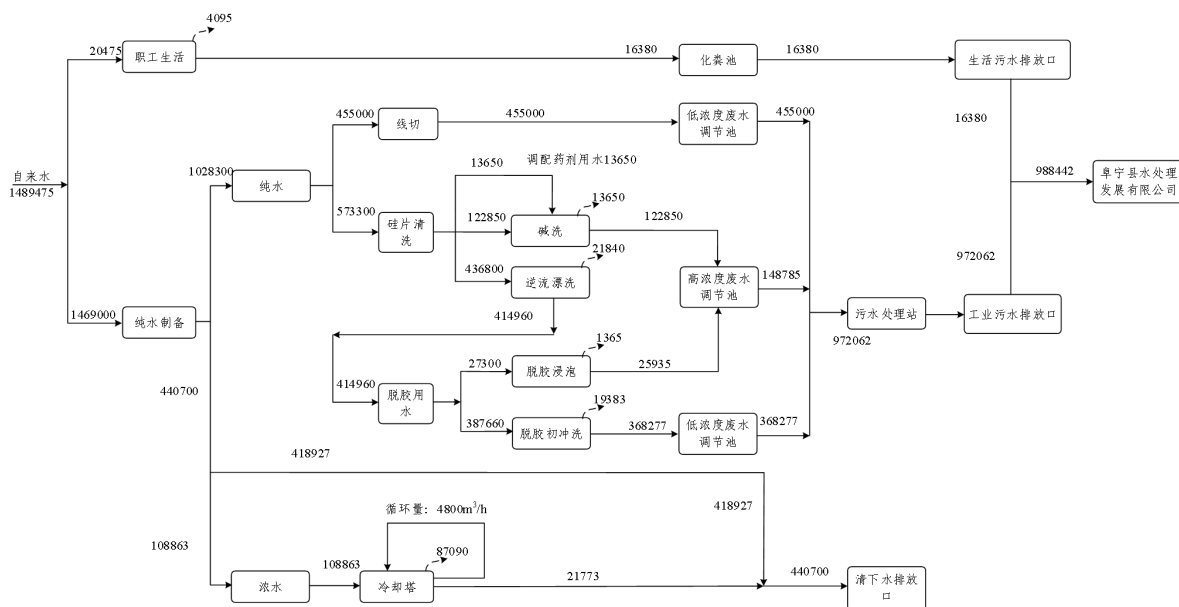 4095
20475
职工生活
16380
化粪池
16380
生活污水排放口
455000
线切
455000
低浓度废水
调节池
455000
16380
自来水
1489475
1028300
纯水
13650
调配药剂用水13650
988442
阜宁县水处理
发展有限公司
573300
硅片清
洗
122850
碱洗
13650
122850
436800
逆流漂洗
21840
高浓度废水
调节池
148785
972062
1469000
纯水制备
414960
污水处理站
972062
工业污水排放口
440700
414960
脱胶用
水
27300
脱胶浸泡
1365
25935
387660
脱胶初冲洗
19383
368277
低浓度废水
调节池
368277
418927
418927
循环量：4800m³/h
108863
浓水
108863
冷却塔
87090
21773
440700
清下水排放
口